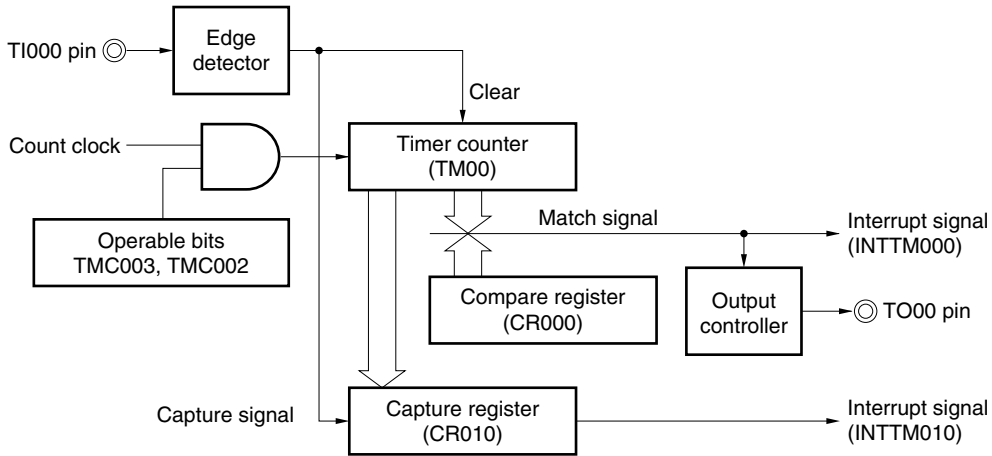 TI000 pin
Edge
detector
Clear
Count clock
Timer counter
(TM00)
Operable bits
TMC003, TMC002
Match signal
Interrupt signal
(INTTM000)
Compare register
(CR000)
Output
controller
TO00 pin
Capture signal
Capture register
(CR010)
Interrupt signal
(INTTM010)